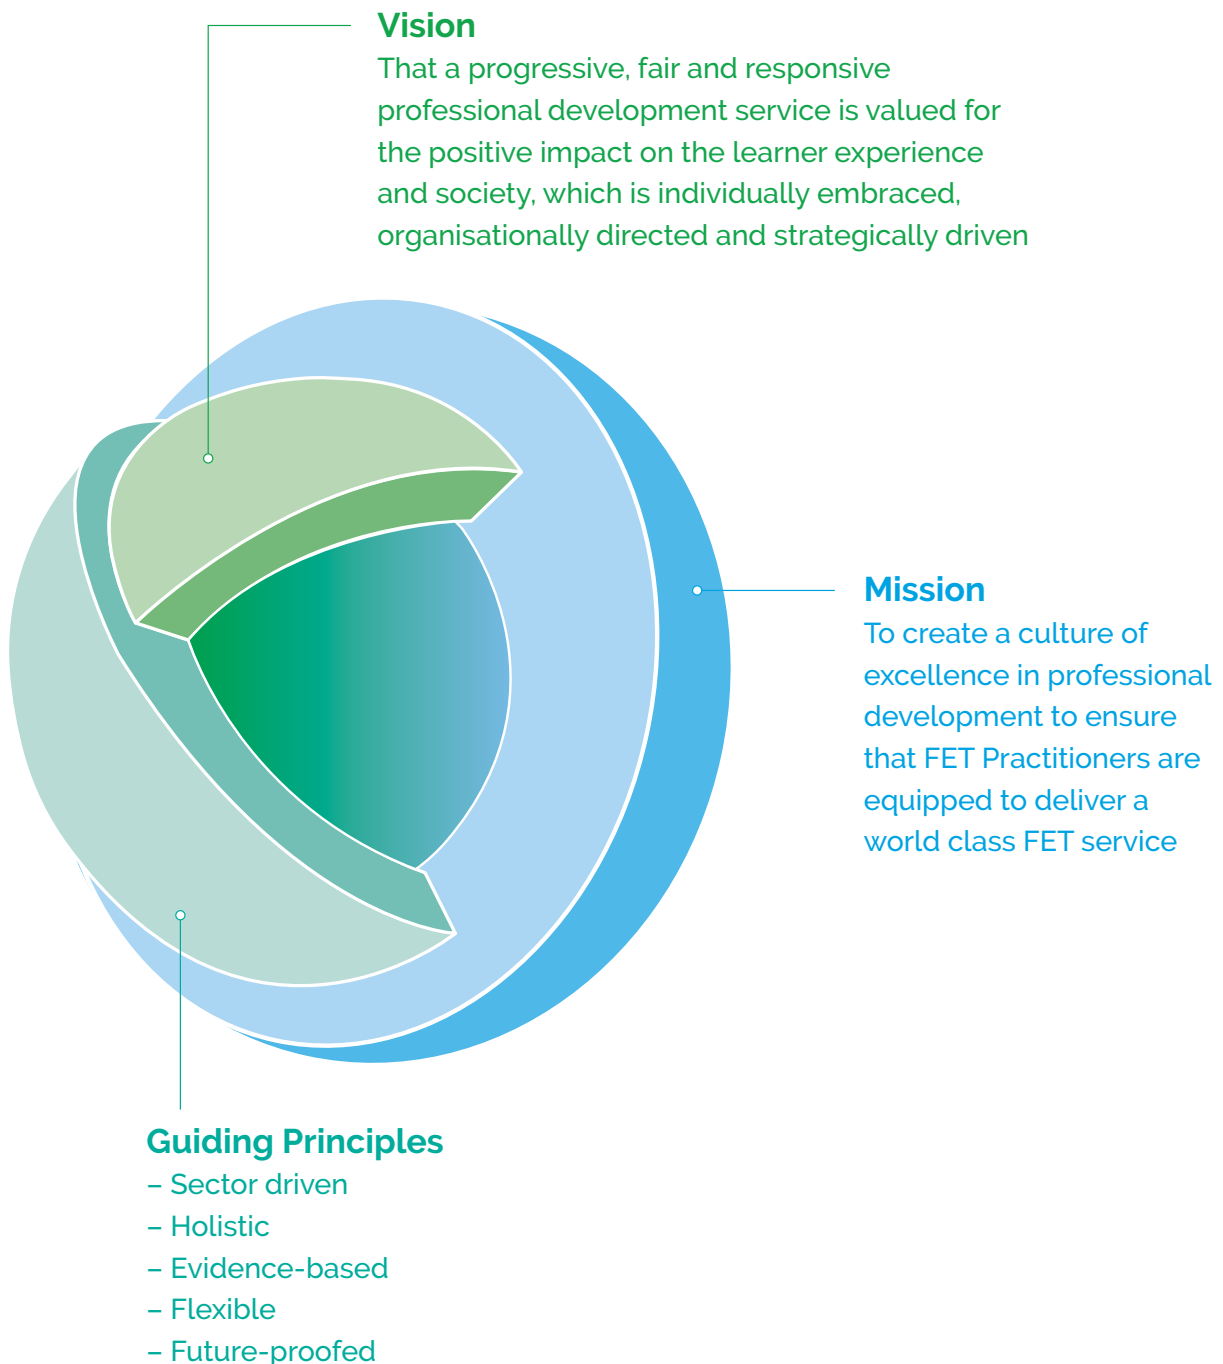 Vision
That a progressive, fair and responsive
professional development service is valued for
the positive impact on the learner experience
and society, which is individually embraced,
organisationally directed and strategically driven
Mission
To create a culture of
excellence in professional
development to ensure
that FET Practitioners are
equipped to deliver a
world class FET service
Guiding Principles
– Sector driven
– Holistic
– Evidence-based
– Flexible
– Future-proofed